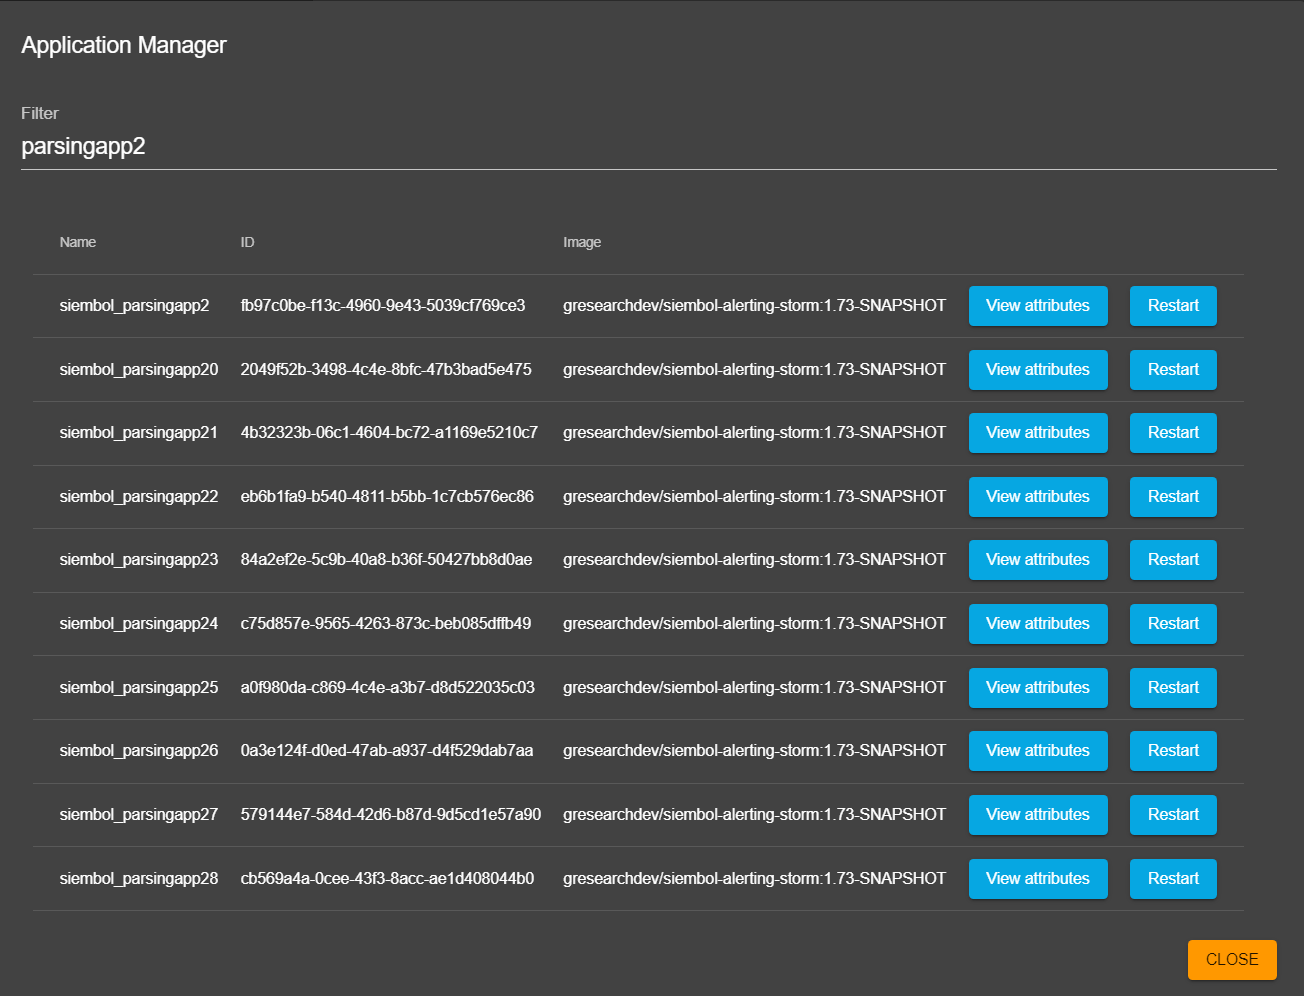 Application Manager
Filter
parsingapp2
Name ID Image
siembol_parsingapp2 fb97c0be-f13c-4960-9e43-5039cf769ce3 gresearchdev/siembol-alerting-storm:1.73-SNAPSHOT View attributes Restart
siembol_parsingapp20 2049f52b-3498-4c4e-8bfc-47b3bad5e475 gresearchdev/siembol-alerting-storm:1.73-SNAPSHOT View attributes Restart
siembol_parsingapp21 4b32323b-06c1-4604-bc72-a1169e5210c7 gresearchdev/siembol-alerting-storm:1.73-SNAPSHOT View attributes Restart
siembol_parsingapp22 eb6b1fa9-b540-4811-b5bb-1c7cb576ec86 gresearchdev/siembol-alerting-storm:1.73-SNAPSHOT View attributes Restart
siembol_parsingapp23 84a2ef2e-5c9b-40a8-b36f-50427bb8d0ae gresearchdev/siembol-alerting-storm:1.73-SNAPSHOT View attributes Restart
siembol_parsingapp24 c75d857e-9565-4263-873c-beb085dffb49 gresearchdev/siembol-alerting-storm:1.73-SNAPSHOT View attributes Restart
siembol_parsingapp25 a0f980da-c869-4c4e-a3b7-d8d522035c03 gresearchdev/siembol-alerting-storm:1.73-SNAPSHOT View attributes Restart
siembol_parsingapp26 0a3e124f-d0ed-47ab-a937-d4f529dab7aa gresearchdev/siembol-alerting-storm:1.73-SNAPSHOT View attributes Restart
siembol_parsingapp27 579144e7-584d-42d6-b87d-9d5cd1e57a90 gresearchdev/siembol-alerting-storm:1.73-SNAPSHOT View attributes Restart
siembol_parsingapp28 cb569a4a-0cee-43f3-8acc-ae1d408044b0 gresearchdev/siembol-alerting-storm:1.73-SNAPSHOT View attributes Restart
CLOSE